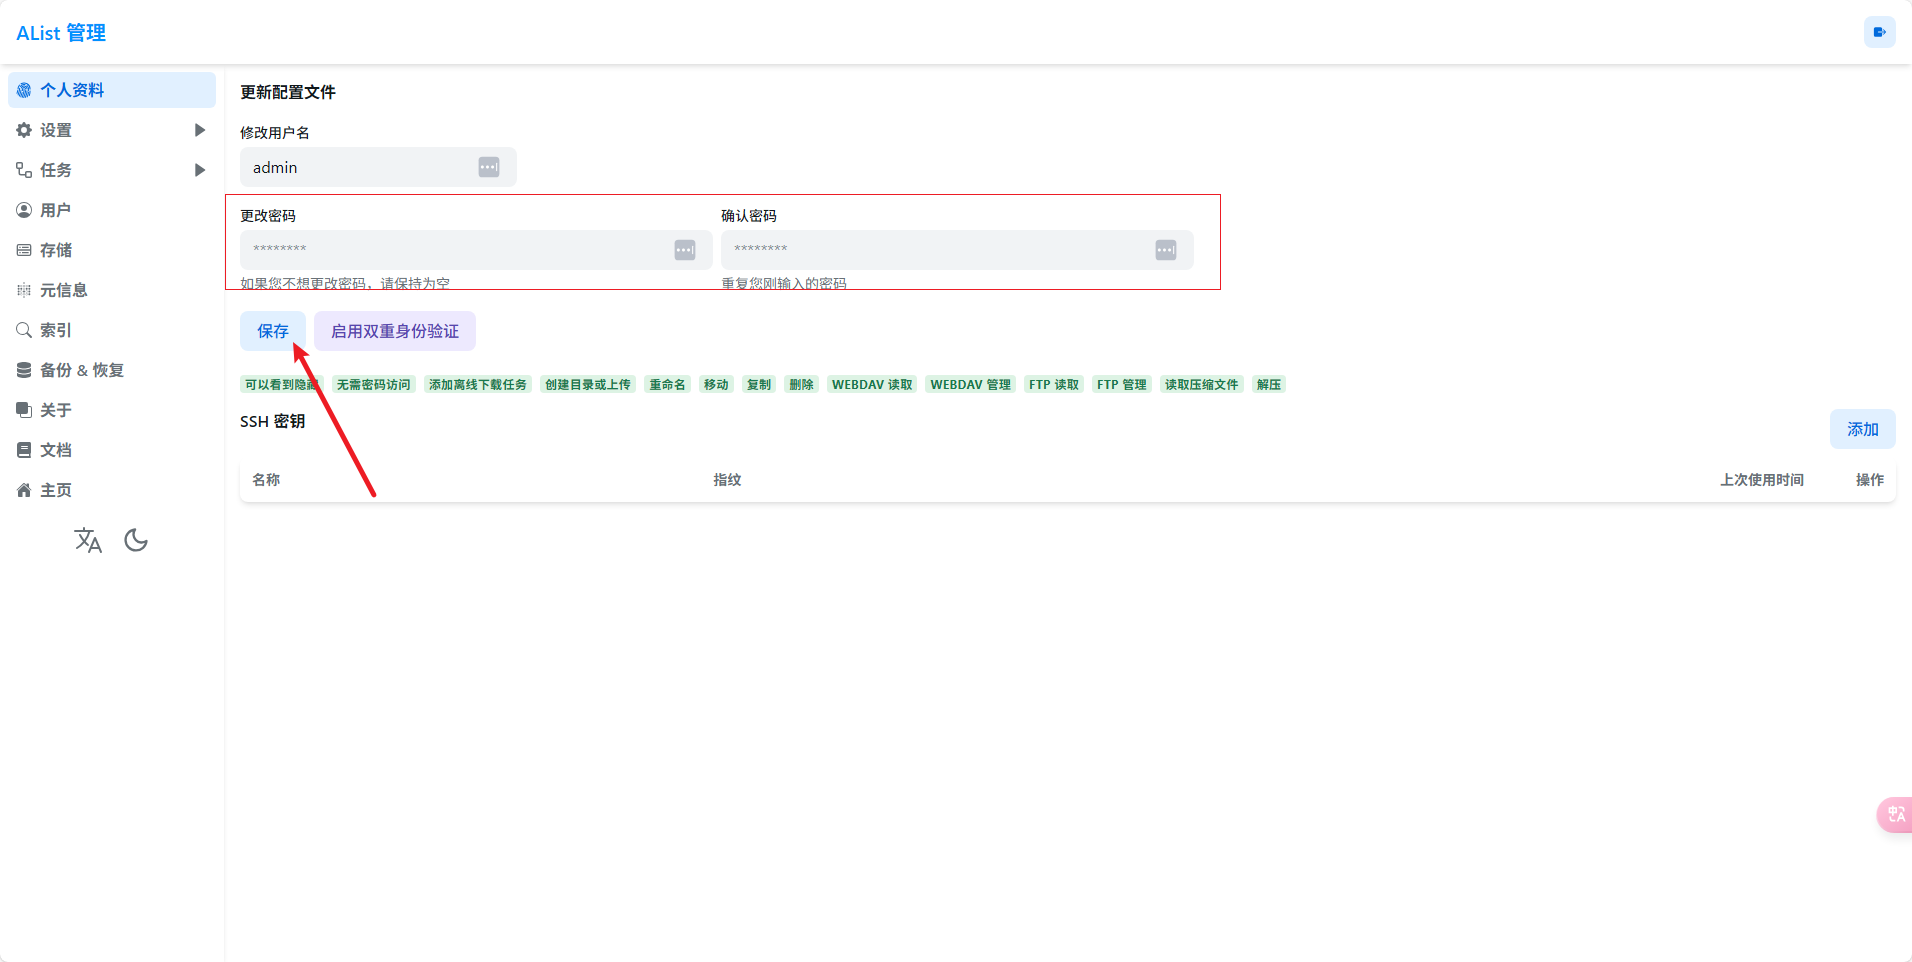 AList 管理
个人资料
设置
任务
用户
存储
元信息
索引
备份 & 恢复
关于
文档
主页
更新配置文件
修改用户名
admin
更改密码 确认密码
******** ********
如果您不想更改密码，请保持为空 重复您刚输入的密码
保存 启用双重身份验证
可以看到隐藏 无需密码访问 添加离线下载任务 创建目录或上传 重命名 移动 复制 删除 WEBDAV 读取 WEBDAV 管理 FTP 读取 FTP 管理 读取压缩文件 解压
SSH 密钥 添加
名称 指纹 上次使用时间 操作